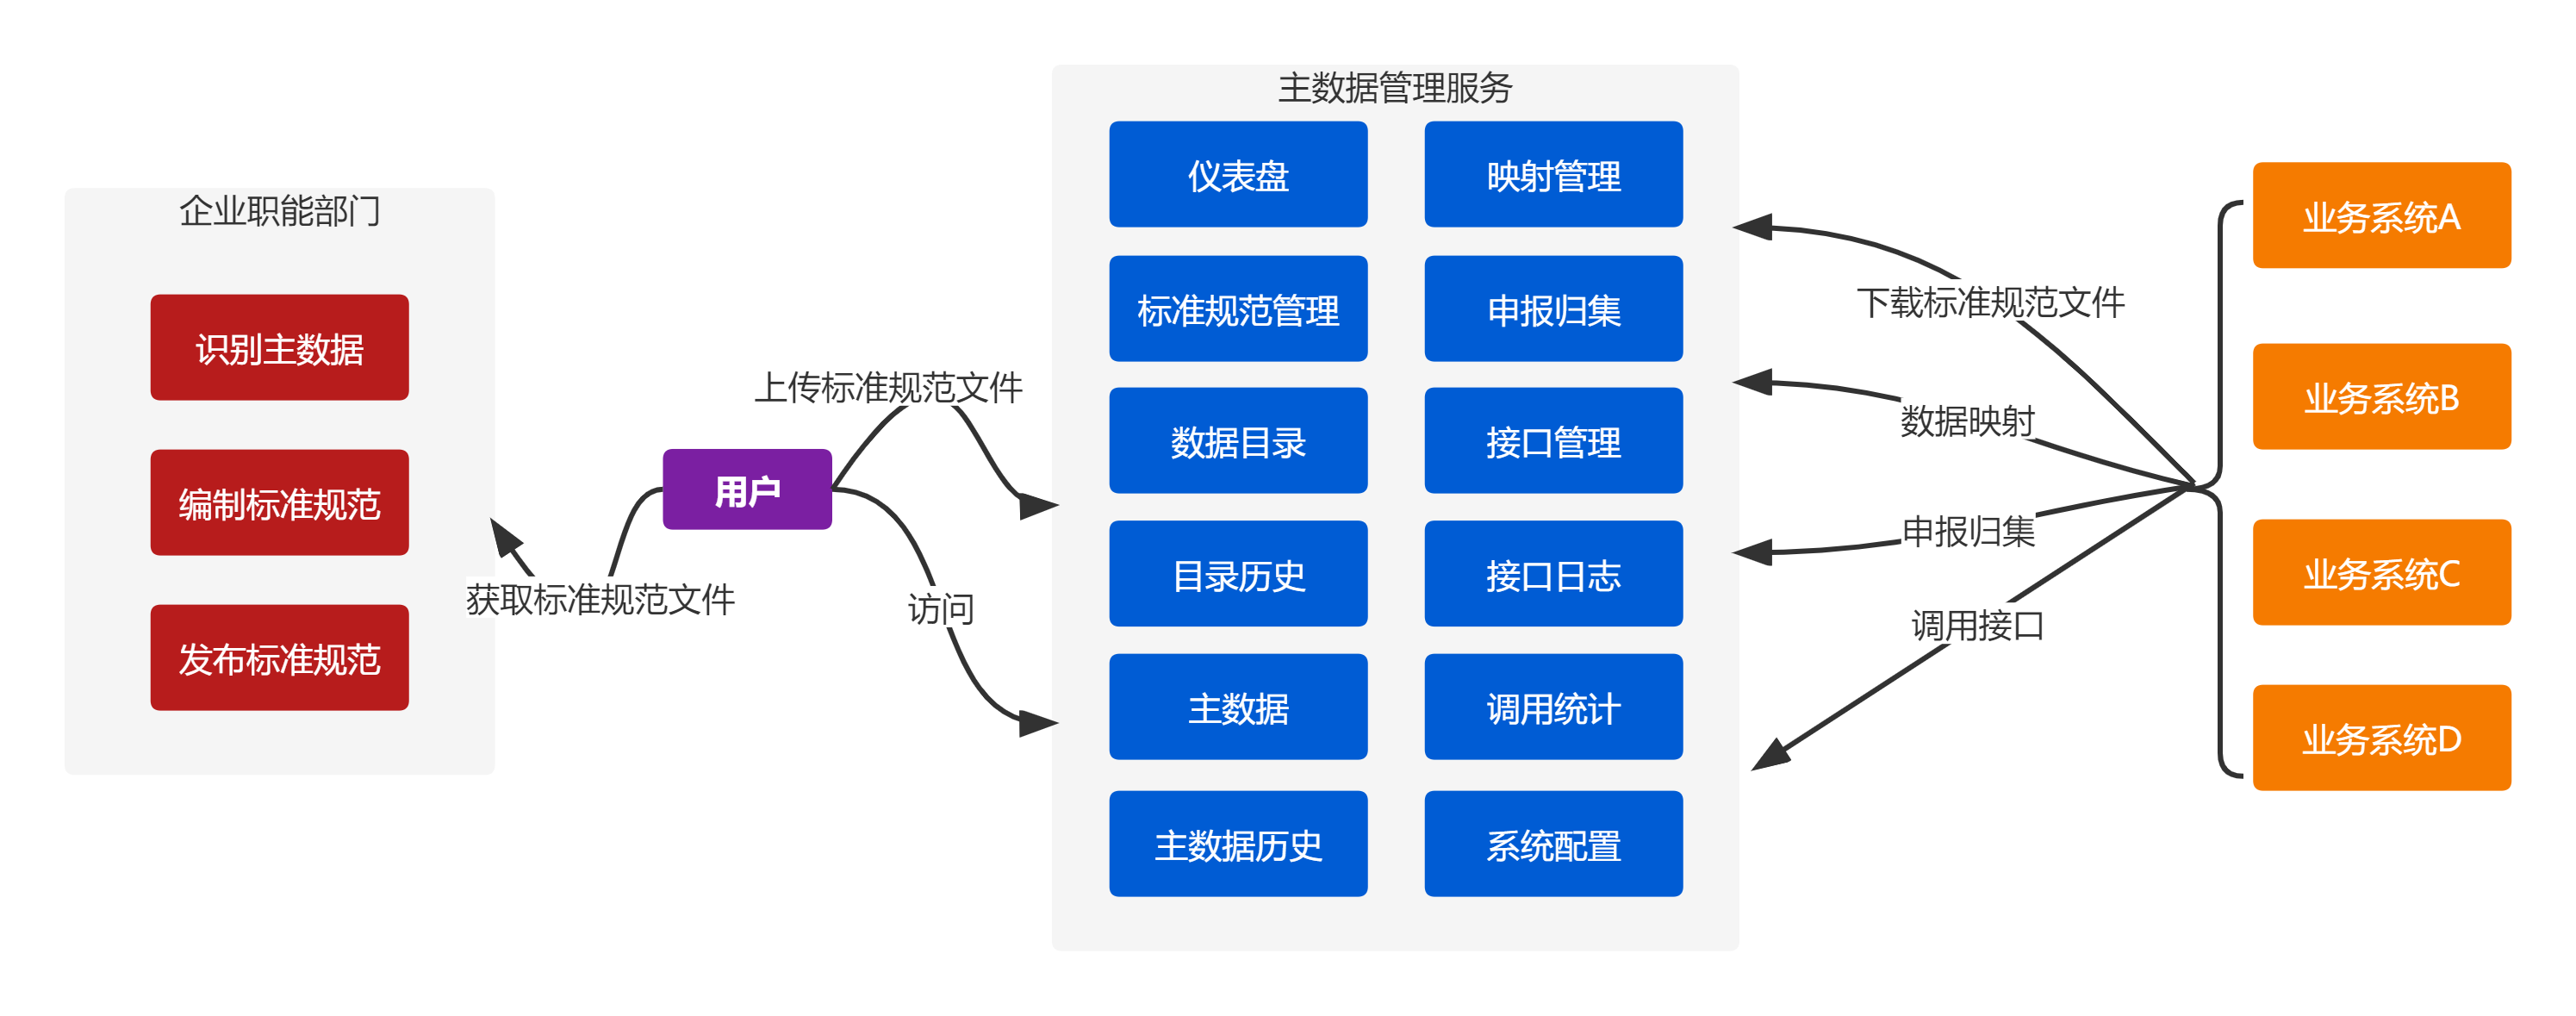 企业职能部门
识别主数据
编制标准规范
发布标准规范
获取标准规范文件
用户
上传标准规范文件
访问
主数据管理服务
仪表盘
映射管理
标准规范管理
申报归集
数据目录
接口管理
目录历史
接口日志
主数据
调用统计
主数据历史
系统配置
下载标准规范文件
数据映射
申报归集
调用接口
业务系统A
业务系统B
业务系统C
业务系统D